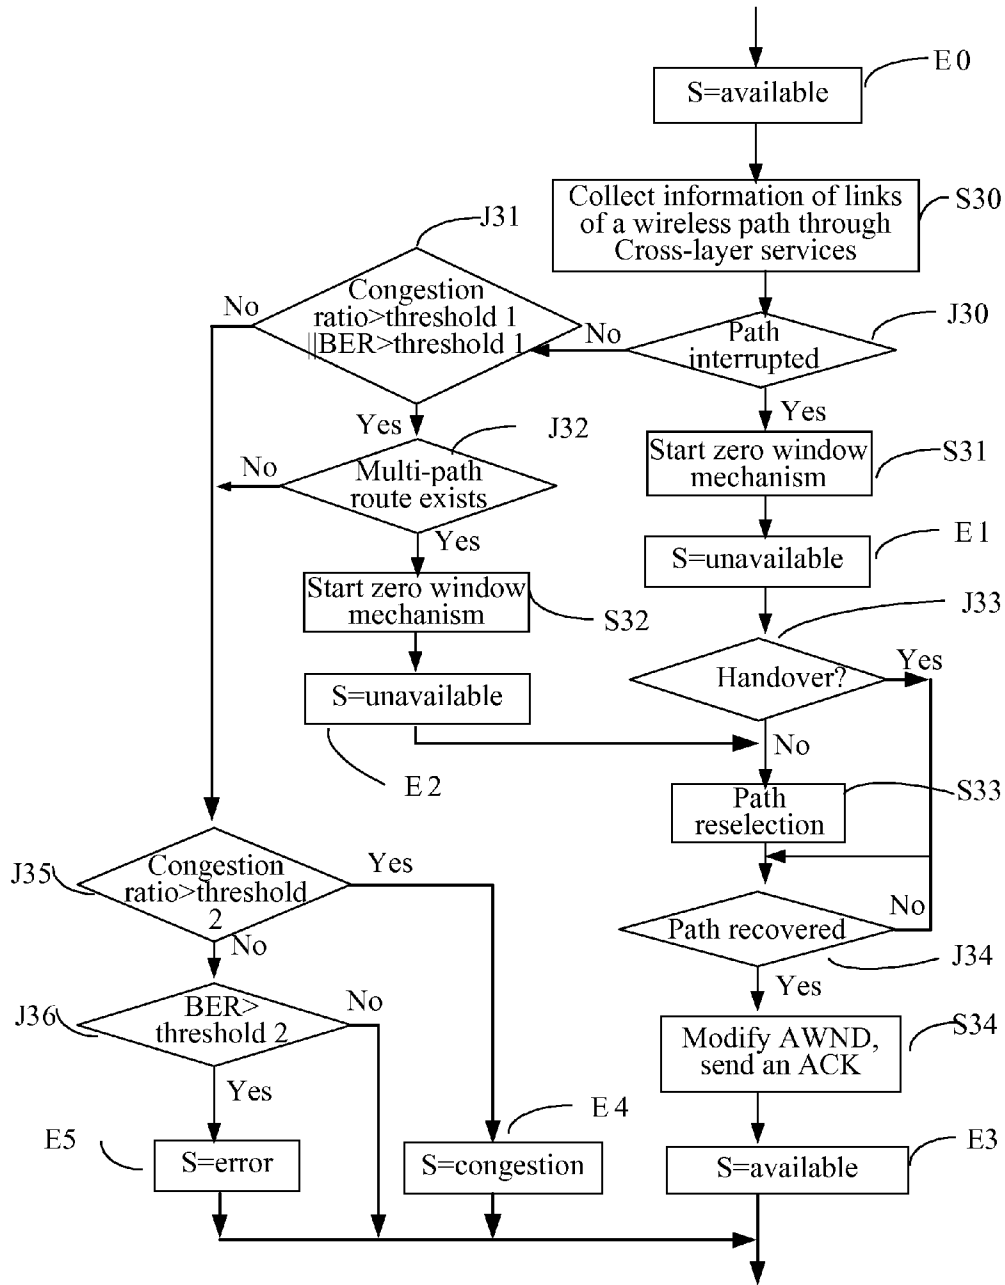 E0
S=available
Collect information of links
of a wireless path through
Cross-layer services
S30
J31
No
Congestion
ratio>threshold 1
||BER>threshold 1
No
Path
interrupted
J30
Yes
Yes
J32
No
Multi-path
route exists
Start zero window
mechanism
S31
Yes
E1
S=unavailable
Start zero window
mechanism
S32
J33
Handover?
Yes
S=unavailable
No
E2
Path
reselection
S33
J35
Congestion
ratio>threshold
2
Yes
No
Path recovered
No
J34
Yes
J36
BER>
threshold 2
No
Modify AWND,
send an ACK
S34
Yes
E4
E5
S=error
S=congestion
S=available
E3